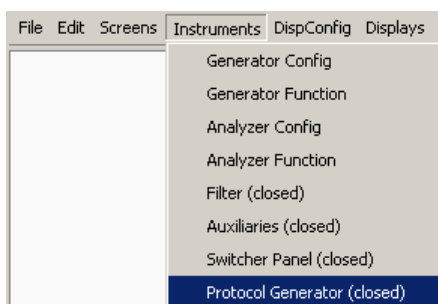 File Edit Screens Instruments DispConfig Displays
Generator Config
Generator Function
Analyzer Config
Analyzer Function
Filter (closed)
Auxiliaries (closed)
Switcher Panel (closed)
Protocol Generator (closed)